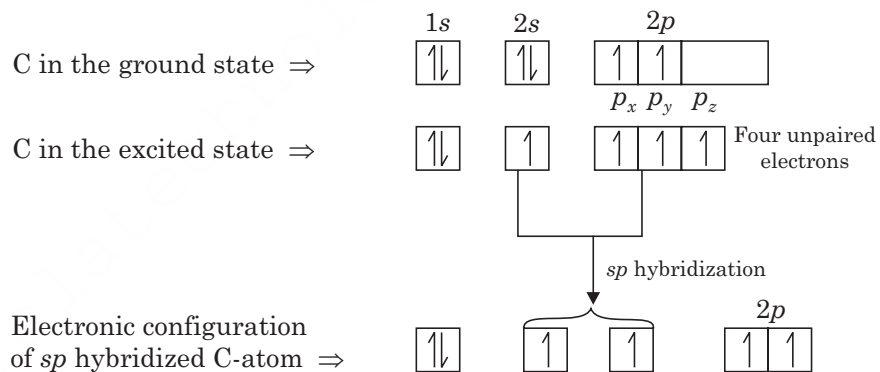 1s 2s 2p
C in the ground state ⇒ ⥮ ⥮ ↿ ↿
pₓ p_y p_z
C in the excited state ⇒ ⥮ ↿ ↿ ↿ ↿ Four unpaired
electrons
sp hybridization
2p
Electronic configuration
of sp hybridized C-atom ⇒ ⥮ ↿ ↿ ↿ ↿